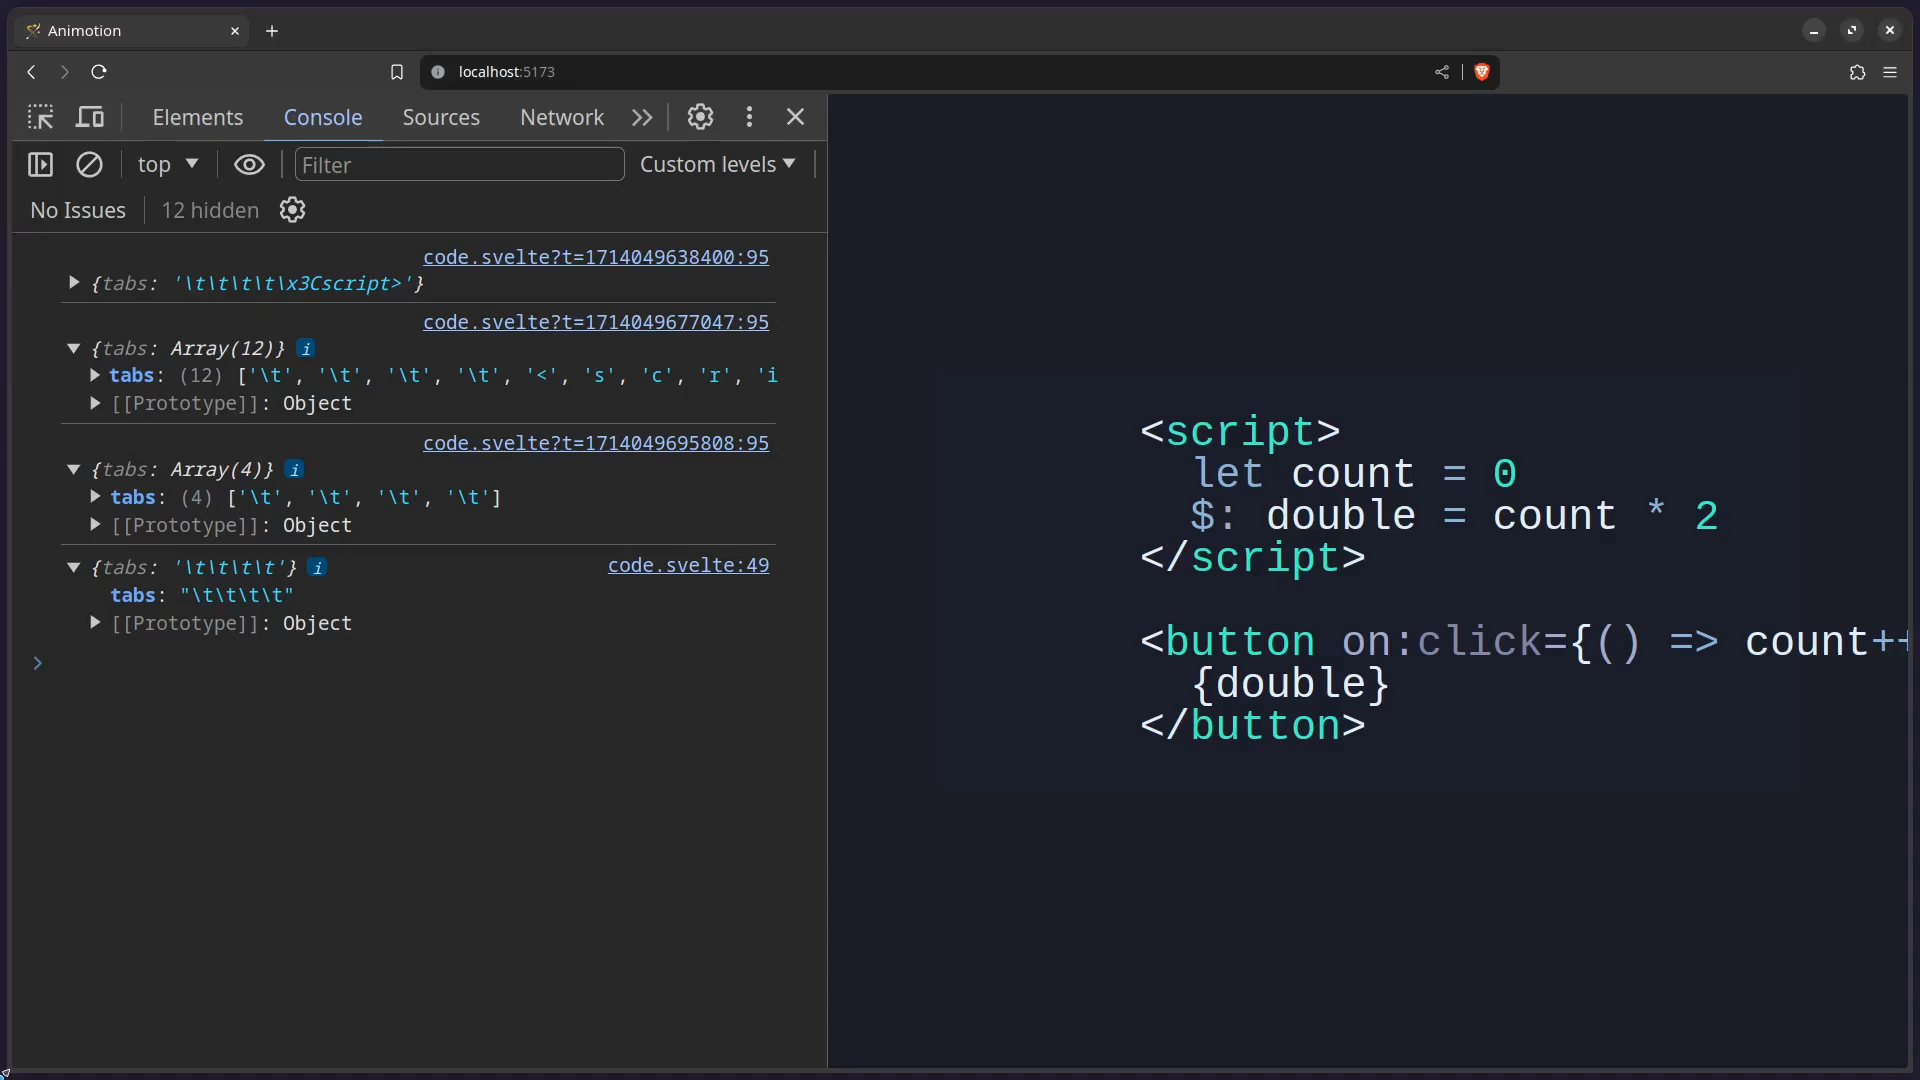 Animotion
localhost:5173
Elements Console Sources Network
top Filter Custom levels
No Issues 12 hidden
code.svelte?t=1714049638400:95
{tabs: '\t\t\t\t\x3Cscript>'}
code.svelte?t=1714049677047:95
{tabs: Array(12)} i
tabs: (12) ['\t', '\t', '\t', '\t', '<', 's', 'c', 'r', 'i
[[Prototype]]: Object
code.svelte?t=1714049695808:95
{tabs: Array(4)} i
tabs: (4) ['\t', '\t', '\t', '\t']
[[Prototype]]: Object
{tabs: '\t\t\t\t'} i code.svelte:49
tabs: "\t\t\t\t"
[[Prototype]]: Object
>
<script>
let count = 0
$: double = count * 2
</script>
<button on:click={() => count++
{double}
</button>